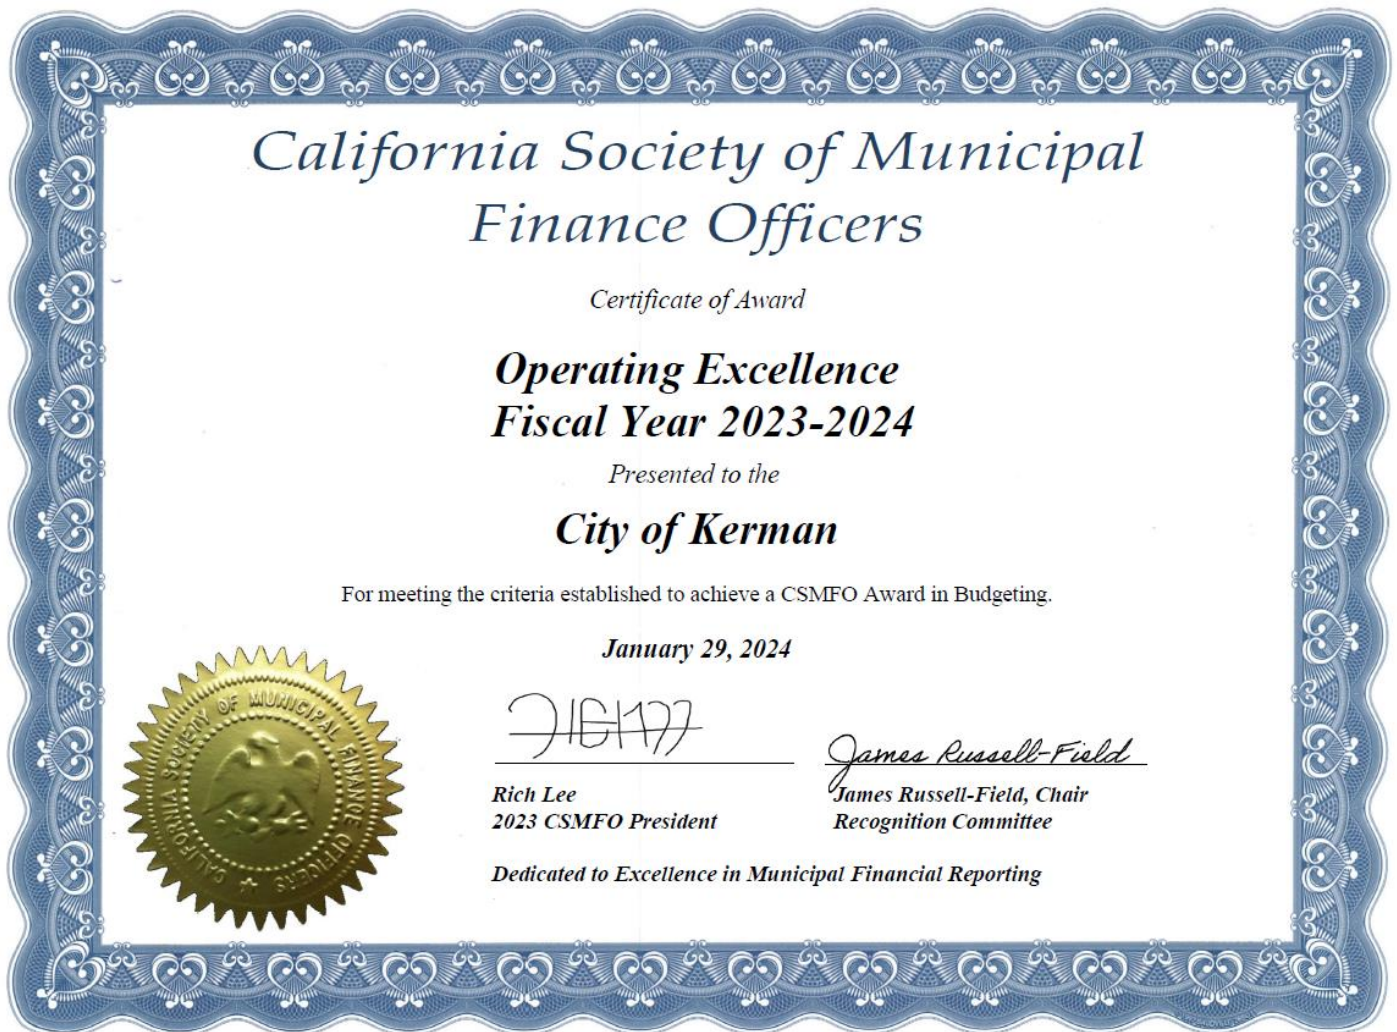 California Society of Municipal
Finance Officers
Certificate of Award
Operating Excellence
Fiscal Year 2023-2024
Presented to the
City of Kerman
For meeting the criteria established to achieve a CSMFO Award in Budgeting.
January 29, 2024
CALIFORNIA SOCIETY OF MUNICIPAL FINANCE OFFICERS
James Russell-Field
Rich Lee
2023 CSMFO President
James Russell-Field, Chair
Recognition Committee
Dedicated to Excellence in Municipal Financial Reporting